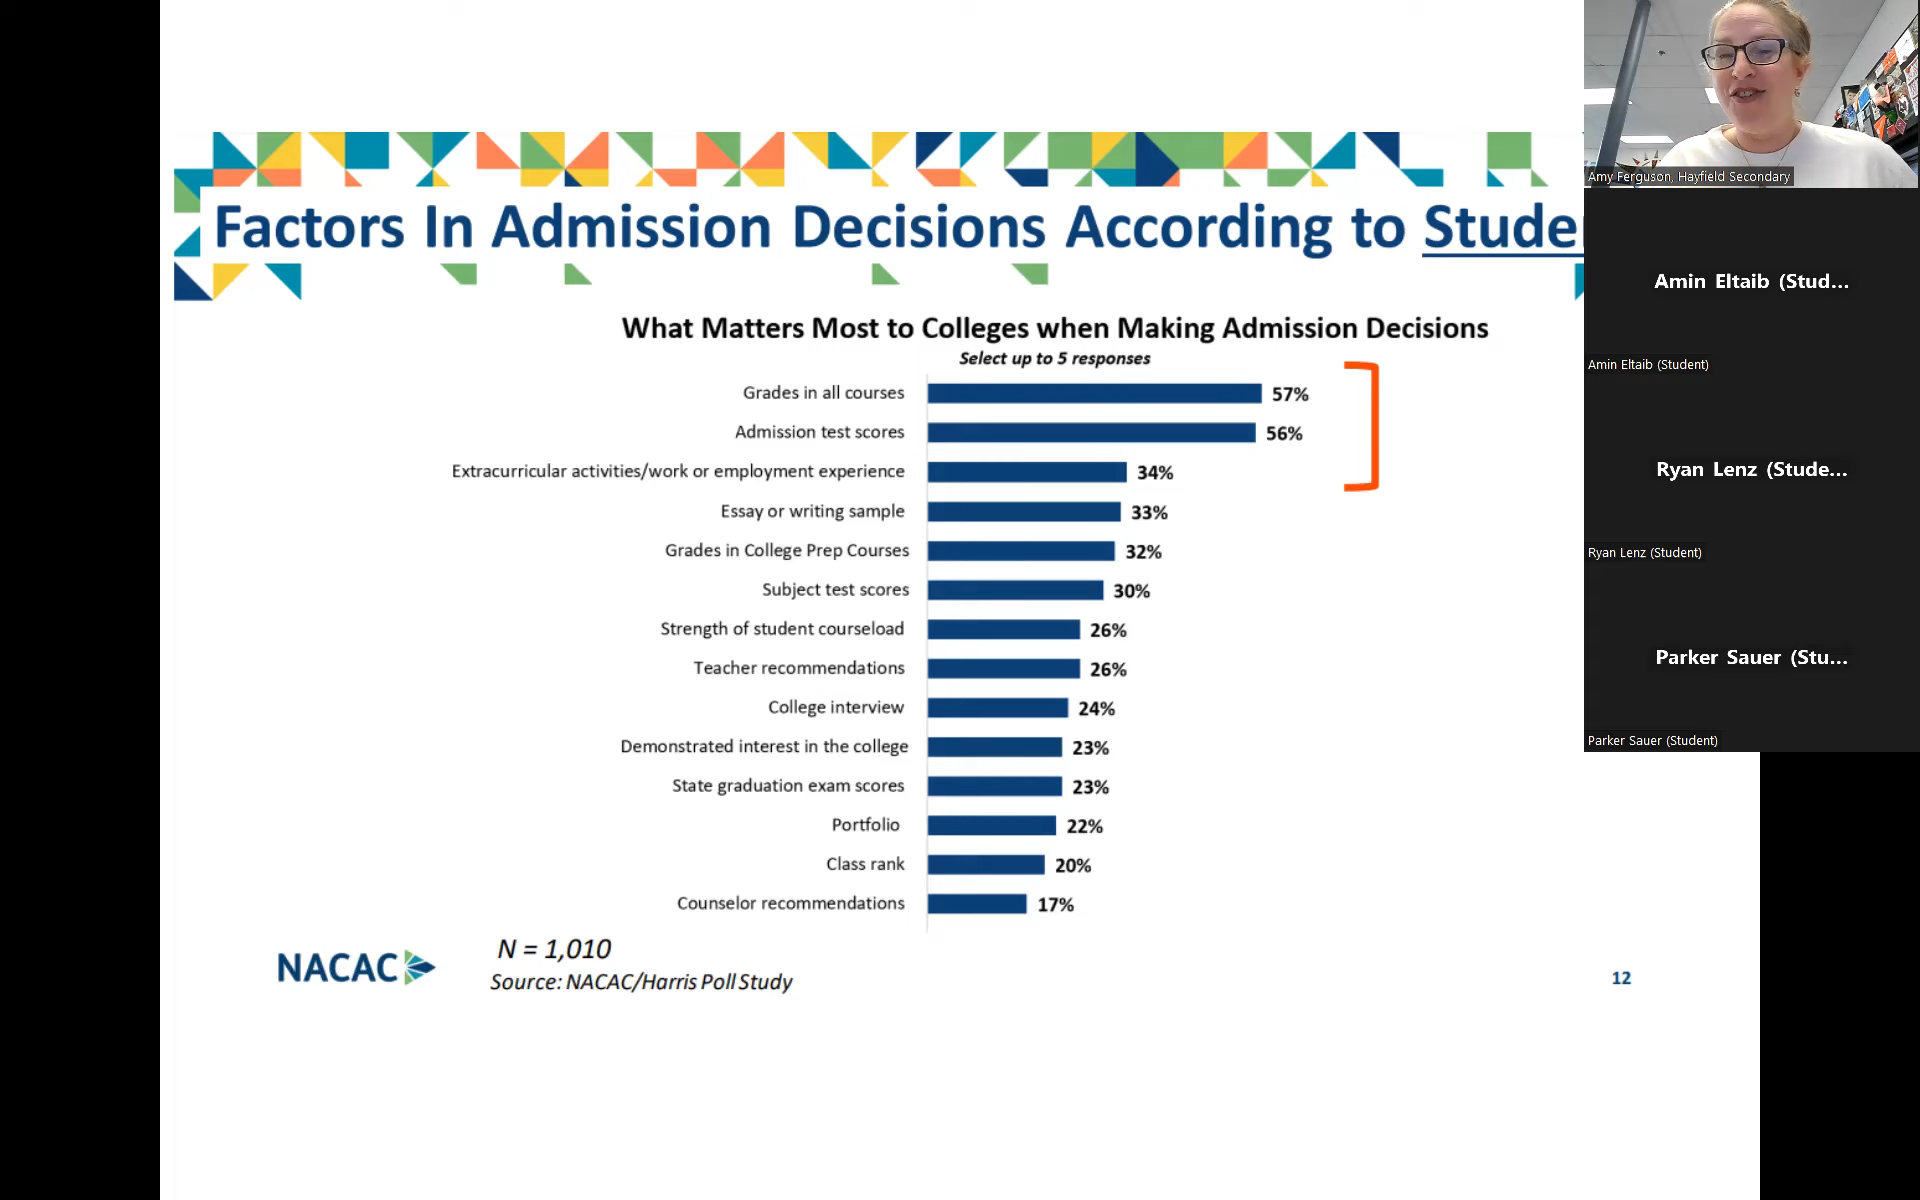 Factors In Admission Decisions According to Stude
What Matters Most to Colleges when Making Admission Decisions
Select up to 5 responses
Grades in all courses 57%
Admission test scores 56%
Extracurricular activities/work or employment experience 34%
Essay or writing sample 33%
Grades in College Prep Courses 32%
Subject test scores 30%
Strength of student courseload 26%
Teacher recommendations 26%
College interview 24%
Demonstrated interest in the college 23%
State graduation exam scores 23%
Portfolio 22%
Class rank 20%
Counselor recommendations 17%
NACAC
N = 1,010
Source: NACAC/Harris Poll Study
12
Amy Ferguson, Hayfield Secondary
Amin Eltaib (Stud...
Amin Eltaib (Student)
Ryan Lenz (Stude...
Ryan Lenz (Student)
Parker Sauer (Stu...
Parker Sauer (Student)